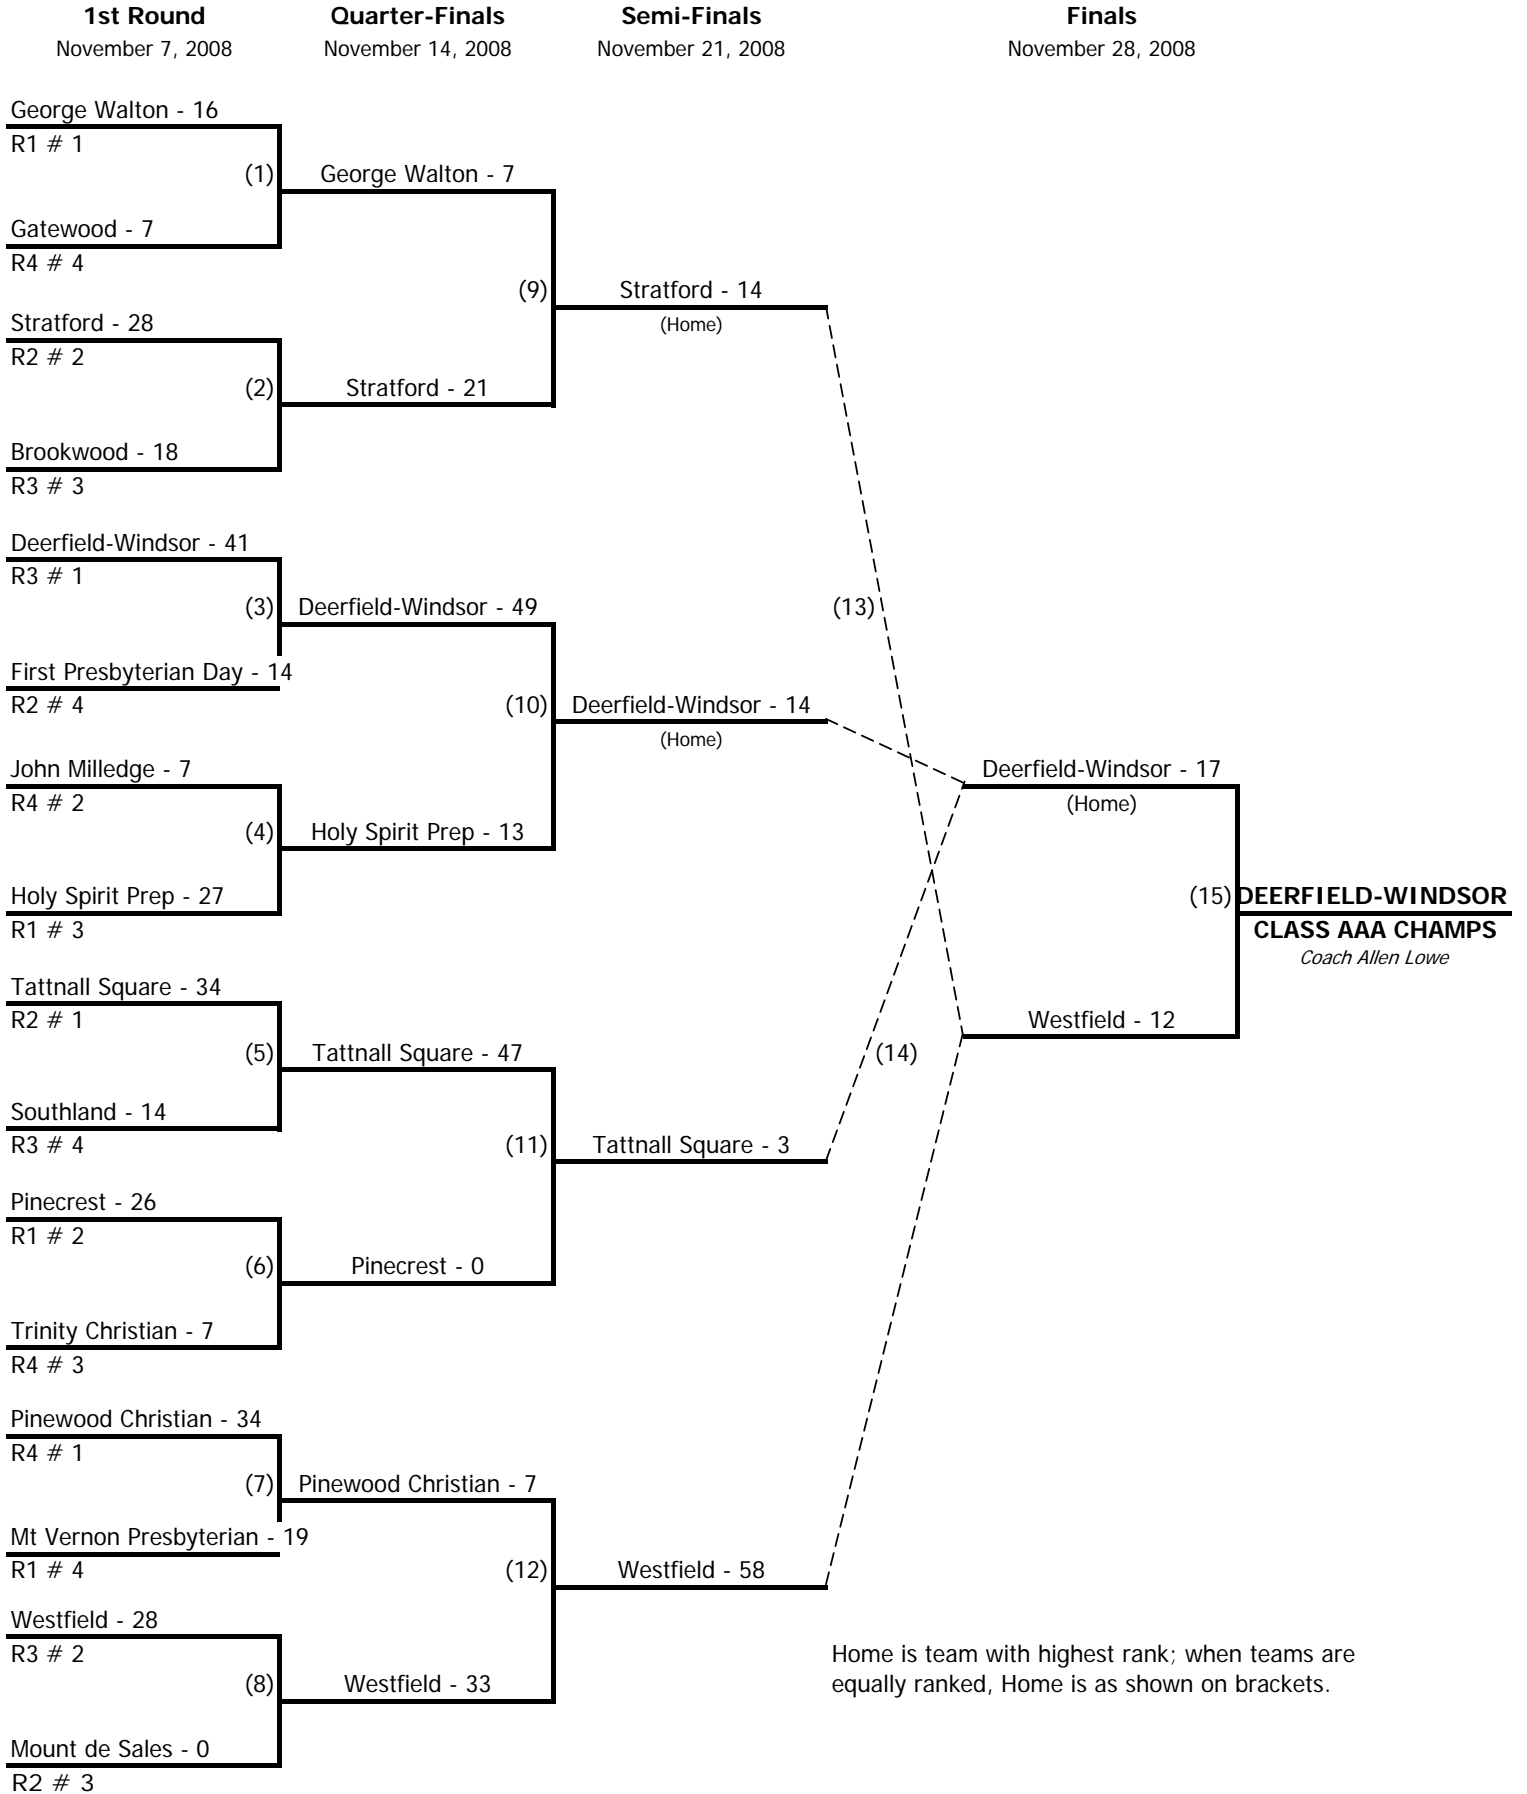 1st Round
November 7, 2008
Quarter-Finals
November 14, 2008
Semi-Finals
November 21, 2008
Finals
November 28, 2008
George Walton - 16
R1 # 1
(1)
Gatewood - 7
R4 # 4
Stratford - 28
R2 # 2
(2)
Brookwood - 18
R3 # 3
Deerfield-Windsor - 41
R3 # 1
(3)
First Presbyterian Day - 14
R2 # 4
John Milledge - 7
R4 # 2
(4)
Holy Spirit Prep - 27
R1 # 3
Tattnall Square - 34
R2 # 1
(5)
Southland - 14
R3 # 4
Pinecrest - 26
R1 # 2
(6)
Trinity Christian - 7
R4 # 3
Pinewood Christian - 34
R4 # 1
(7)
Mt Vernon Presbyterian - 19
R1 # 4
Westfield - 28
R3 # 2
(8)
Mount de Sales - 0
R2 # 3
George Walton - 7
(9)
Stratford - 21
Deerfield-Windsor - 49
(10)
Holy Spirit Prep - 13
Tattnall Square - 47
(11)
Pinecrest - 0
Pinewood Christian - 7
(12)
Westfield - 33
Stratford - 14
(Home)
(13)
Deerfield-Windsor - 14
(Home)
Tattnall Square - 3
(14)
Westfield - 58
Deerfield-Windsor - 17
(Home)
(15)
Westfield - 12
DEERFIELD-WINDSOR
CLASS AAA CHAMPS
Coach Allen Lowe
Home is team with highest rank; when teams are
equally ranked, Home is as shown on brackets.